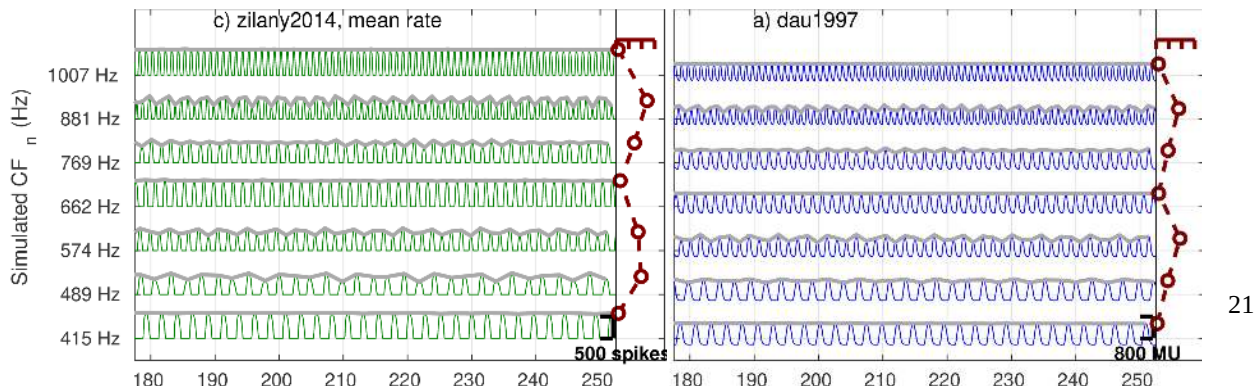 c) zilany2014, mean rate
a) dau1997
Simulated CF n (Hz)
1007 Hz
881 Hz
769 Hz
662 Hz
574 Hz
489 Hz
415 Hz
500 spikes
800 MU
21
180 190 200 210 220 230 240 250
180 190 200 210 220 230 240 250